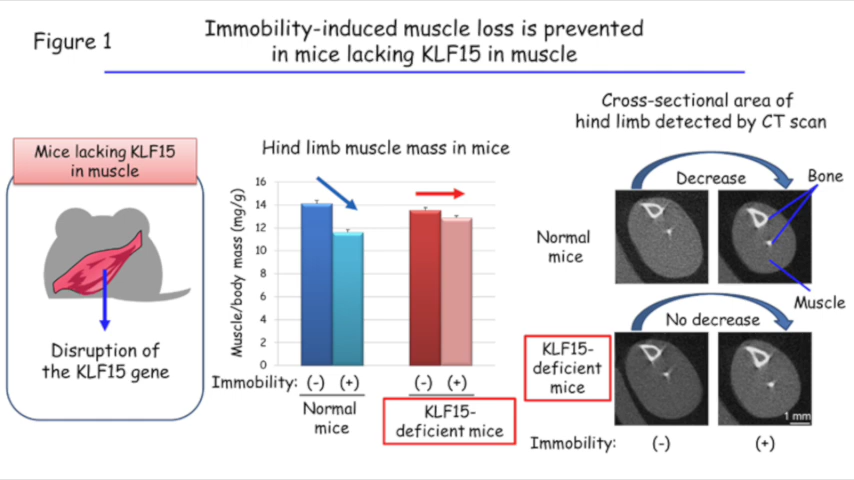 Figure 1
Immobility-induced muscle loss is prevented
in mice lacking KLF15 in muscle
Mice lacking KLF15
in muscle
Disruption of
the KLF15 gene
Hind limb muscle mass in mice
Muscle/body mass (mg/g)
16
14
12
10
8
6
4
2
0
Immobility: (-) (+) (-) (+)
Normal
mice
KLF15-
deficient mice
Cross-sectional area of
hind limb detected by CT scan
Decrease
Bone
Normal
mice
Muscle
No decrease
KLF15-
deficient
mice
1 mm
Immobility: (-) (+)